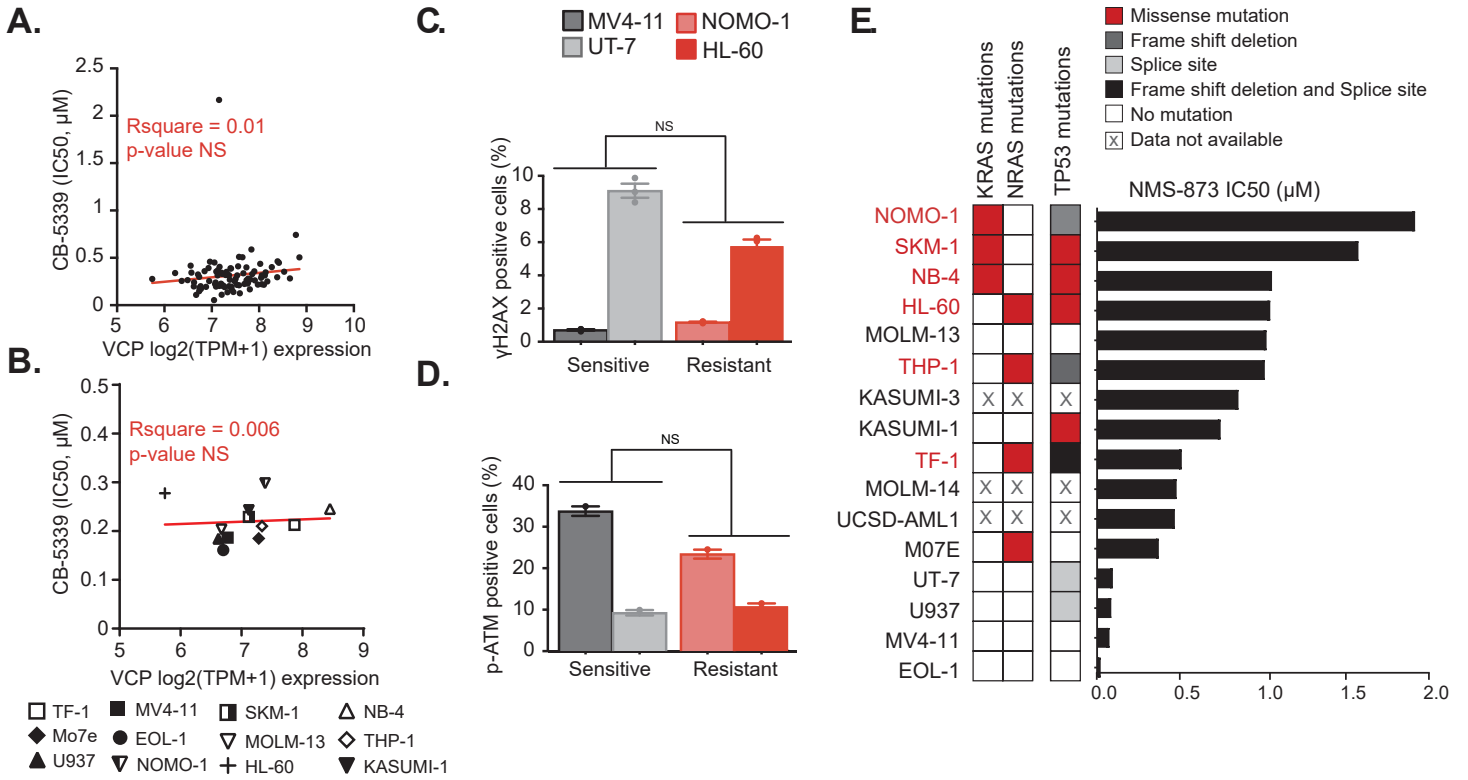 A.
2.5
2
1.5
1
0.5
0
5 6 7 8 9 10
CB-5339 (IC50, µM)
Rsquare = 0.01
p-value NS
VCP log2(TPM+1) expression
B.
0.5
0.4
0.3
0.2
0.1
0
5 6 7 8 9
CB-5339 (IC50, µM)
Rsquare = 0.006
p-value NS
VCP log2(TPM+1) expression
TF-1 MV4-11 SKM-1 NB-4
Mo7e EOL-1 MOLM-13 THP-1
U937 NOMO-1 HL-60 KASUMI-1
C.
MV4-11 NOMO-1
UT-7 HL-60
NS
γH2AX positive cells (%)
10
8
6
4
2
0
Sensitive Resistant
D.
NS
p-ATM positive cells (%)
40
30
20
10
0
Sensitive Resistant
E.
Missense mutation
Frame shift deletion
Splice site
Frame shift deletion and Splice site
No mutation
X Data not available
KRAS mutations
NRAS mutations
TP53 mutations
NMS-873 IC50 (µM)
NOMO-1
SKM-1
NB-4
HL-60
MOLM-13
THP-1
KASUMI-3 X X X
KASUMI-1
TF-1
MOLM-14 X X X
UCSD-AML1 X X X
M07E
UT-7
U937
MV4-11
EOL-1
0.0 0.5 1.0 1.5 2.0